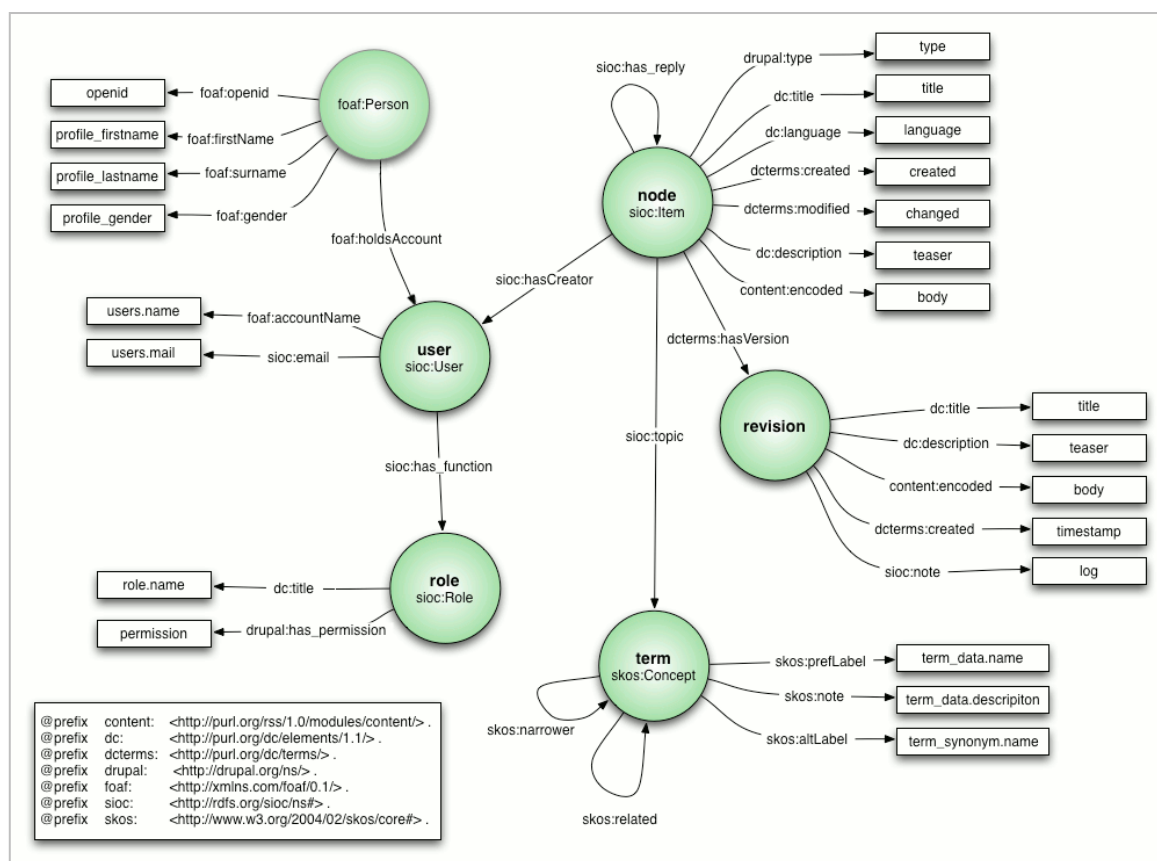 foaf:Person
openid
foaf:openid
profile_firstname
foaf:firstName
profile_lastname
foaf:surname
profile_gender
foaf:gender
foaf:holdsAccount
sioc:has_reply
node
sioc:Item
drupal:type
type
dc:title
title
dc:language
language
dcterms:created
created
dcterms:modified
changed
dc:description
teaser
content:encoded
body
sioc:hasCreator
users.name
foaf:accountName
users.mail
sioc:email
user
sioc:User
dcterms:hasVersion
revision
dc:title
title
dc:description
teaser
content:encoded
body
dcterms:created
timestamp
sioc:note
log
sioc:topic
sioc:has_function
role.name
dc:title
permission
drupal:has_permission
role
sioc:Role
term
skos:Concept
skos:prefLabel
term_data.name
skos:note
term_data.descripiton
skos:altLabel
term_synonym.name
skos:narrower
skos:related
@prefix content: <http://purl.org/rss/1.0/modules/content/> .
@prefix dc: <http://purl.org/dc/elements/1.1/> .
@prefix dcterms: <http://purl.org/dc/terms/> .
@prefix drupal: <http://drupal.org/ns/> .
@prefix foaf: <http://xmlns.com/foaf/0.1/> .
@prefix sioc: <http://rdfs.org/sioc/ns#> .
@prefix skos: <http://www.w3.org/2004/02/skos/core#> .